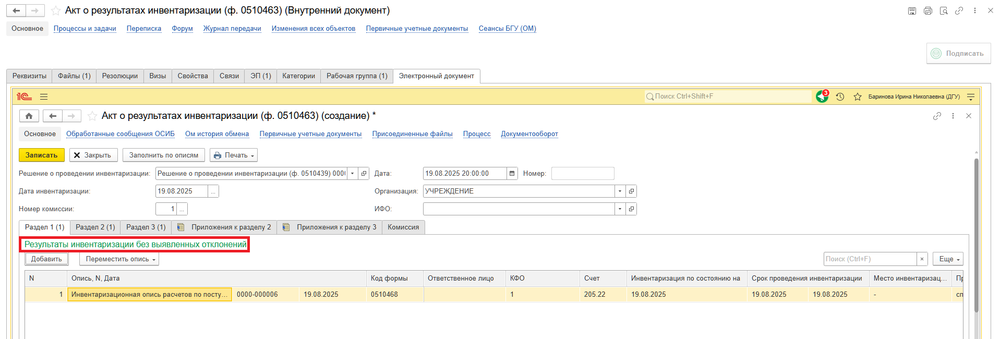 Акт о результатах инвентаризации (ф. 0510463) (Внутренний документ)
Основное Процессы и задачи Переписка Форум Журнал передачи Изменения всех объектов Первичные учетные документы Сеансы БГУ (ОМ)
Подписать
Реквизиты Файлы (1) Резолюции Визы Свойства Связи ЭП (1) Категории Рабочая группа (1) Электронный документ
1С Поиск Ctrl+Shift+F 3 Баринова Ирина Николаевна (ДГУ)
Акт о результатах инвентаризации (ф. 0510463) (создание) *
Основное Обработанные сообщения ОСИБ Ом история обмена Первичные учетные документы Присоединенные файлы Процесс Документооборот
Записать Закрыть Заполнить по описям Печать
Решение о проведении инвентаризации: Решение о проведении инвентаризации (ф. 0510439) 000 Дата: 19.08.2025 20:00:00 Номер:
Дата инвентаризации: 19.08.2025 ... Организация: УЧРЕЖДЕНИЕ
Номер комиссии: 1 ... ИФО:
Раздел 1 (1) Раздел 2 (1) Раздел 3 (1) Приложения к разделу 2 Приложения к разделу 3 Комиссия
Результаты инвентаризации без выявленных отклонений
Добавить Переместить опись Поиск (Ctrl+F) × Еще
N Опись, N, Дата Код формы Ответственное лицо КФО Счет Инвентаризация по состоянию на Срок проведения инвентаризации Место инвентаризац... Пр
1 Инвентаризационная опись расчетов по посту... 0000-000006 19.08.2025 0510468 1 205.22 19.08.2025 19.08.2025 19.08.2025 - сп